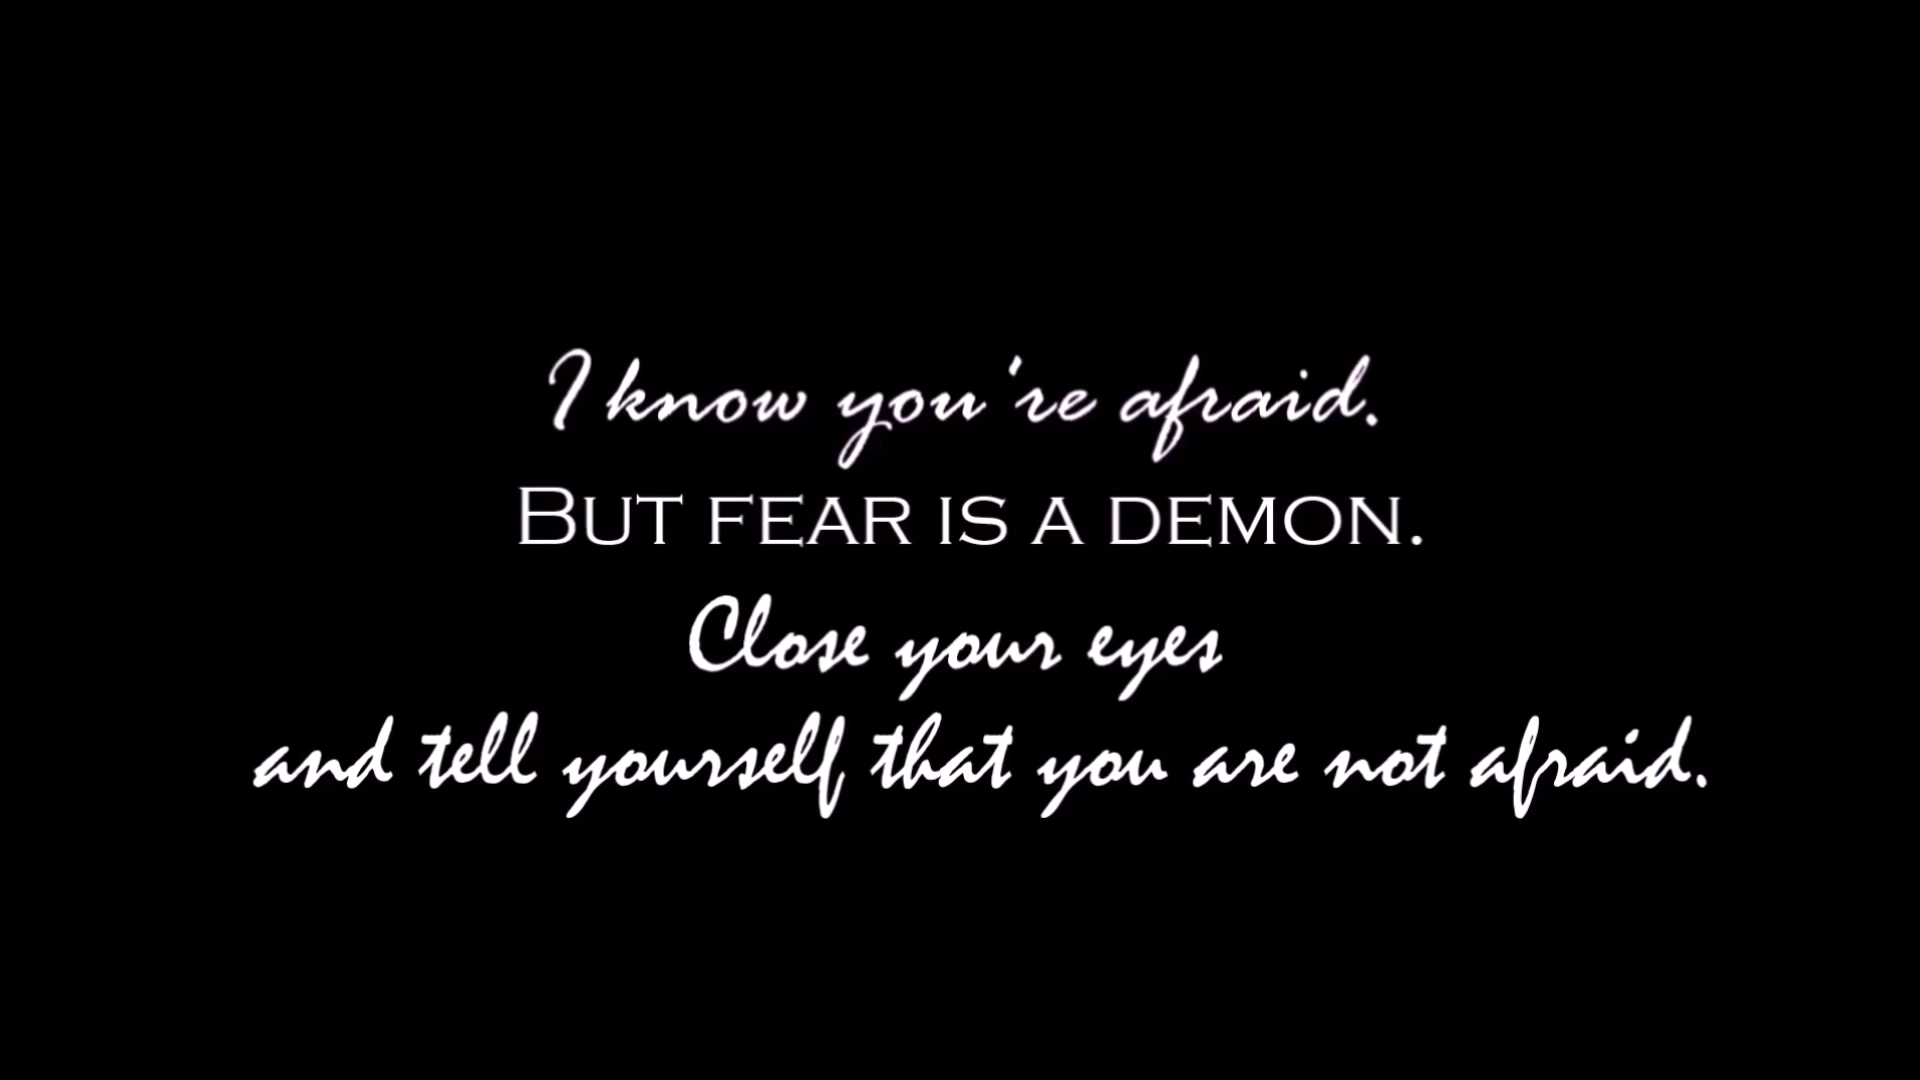 I know you're afraid.
BUT FEAR IS A DEMON.
Close your eyes
and tell yourself that you are not afraid.